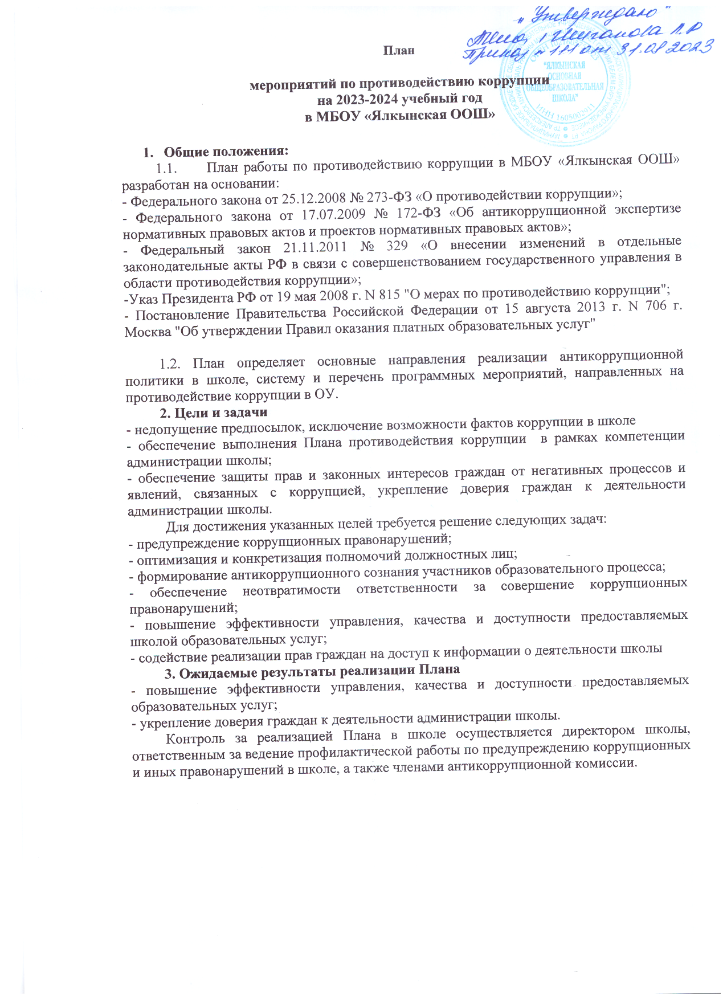 „Утверждаю"
Шигапова Л.Р
Приказ № 111 от 31.08.2023
План
"ЯЛКЫНСКАЯ
ОСНОВНАЯ
ОБЩЕОБРАЗОВАТЕЛЬНАЯ
ШКОЛА"
ИНН 1605002911
мероприятий по противодействию коррупции
на 2023-2024 учебный год
в МБОУ «Ялкынская ООШ»
1. Общие положения:
1.1. План работы по противодействию коррупции в МБОУ «Ялкынская ООШ»
разработан на основании:
- Федерального закона от 25.12.2008 № 273-ФЗ «О противодействии коррупции»;
- Федерального закона от 17.07.2009 № 172-ФЗ «Об антикоррупционной экспертизе
нормативных правовых актов и проектов нормативных правовых актов»;
- Федеральный закон 21.11.2011 № 329 «О внесении изменений в отдельные
законодательные акты РФ в связи с совершенствованием государственного управления в
области противодействия коррупции»;
-Указ Президента РФ от 19 мая 2008 г. N 815 "О мерах по противодействию коррупции";
- Постановление Правительства Российской Федерации от 15 августа 2013 г. N 706 г.
Москва "Об утверждении Правил оказания платных образовательных услуг"
1.2. План определяет основные направления реализации антикоррупционной
политики в школе, систему и перечень программных мероприятий, направленных на
противодействие коррупции в ОУ.
2. Цели и задачи
- недопущение предпосылок, исключение возможности фактов коррупции в школе
- обеспечение выполнения Плана противодействия коррупции в рамках компетенции
администрации школы;
- обеспечение защиты прав и законных интересов граждан от негативных процессов и
явлений, связанных с коррупцией, укрепление доверия граждан к деятельности
администрации школы.
Для достижения указанных целей требуется решение следующих задач:
- предупреждение коррупционных правонарушений;
- оптимизация и конкретизация полномочий должностных лиц;
- формирование антикоррупционного сознания участников образовательного процесса;
- обеспечение неотвратимости ответственности за совершение коррупционных
правонарушений;
- повышение эффективности управления, качества и доступности предоставляемых
школой образовательных услуг;
- содействие реализации прав граждан на доступ к информации о деятельности школы
3. Ожидаемые результаты реализации Плана
- повышение эффективности управления, качества и доступности предоставляемых
образовательных услуг;
- укрепление доверия граждан к деятельности администрации школы.
Контроль за реализацией Плана в школе осуществляется директором школы,
ответственным за ведение профилактической работы по предупреждению коррупционных
и иных правонарушений в школе, а также членами антикоррупционной комиссии.